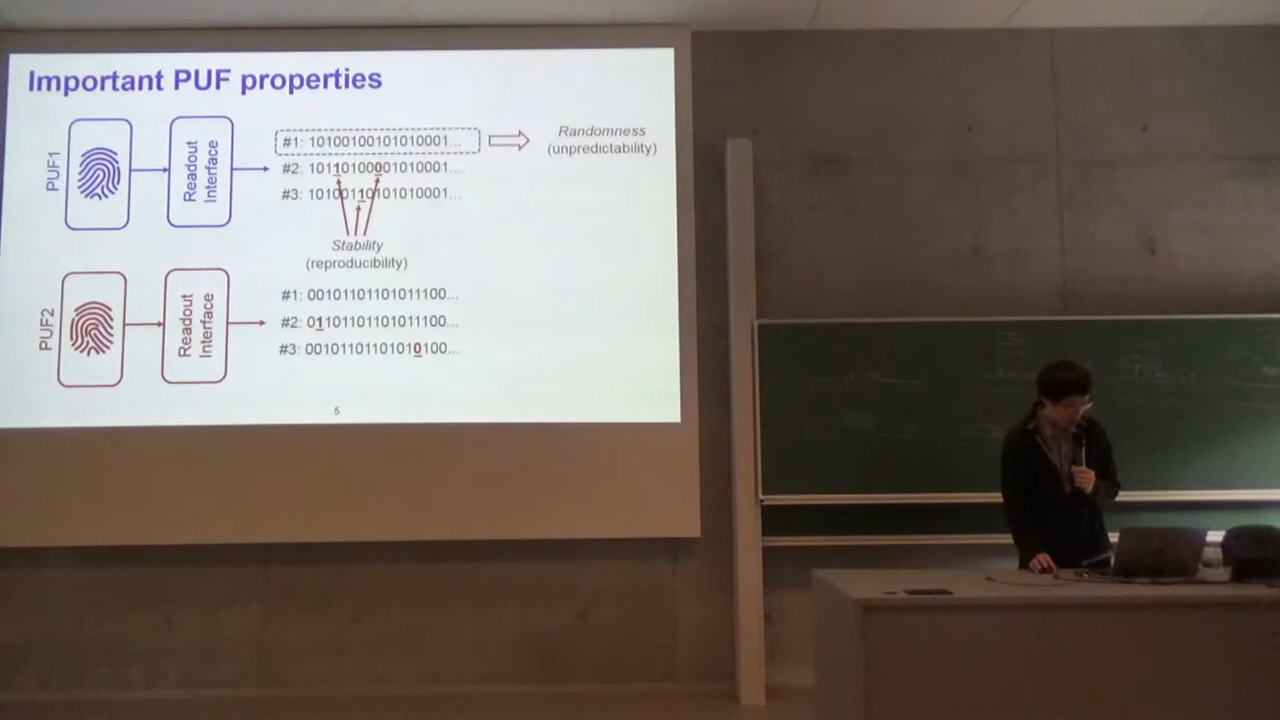 Important PUF properties
PUF1
Readout
Interface
#1: 10100100101010001...
#2: 10110100001010001...
#3: 10100110101010001...
Randomness
(unpredictability)
Stability
(reproducibility)
PUF2
Readout
Interface
#1: 00101101101011100...
#2: 01101101101011100...
#3: 00101101101010100...
5